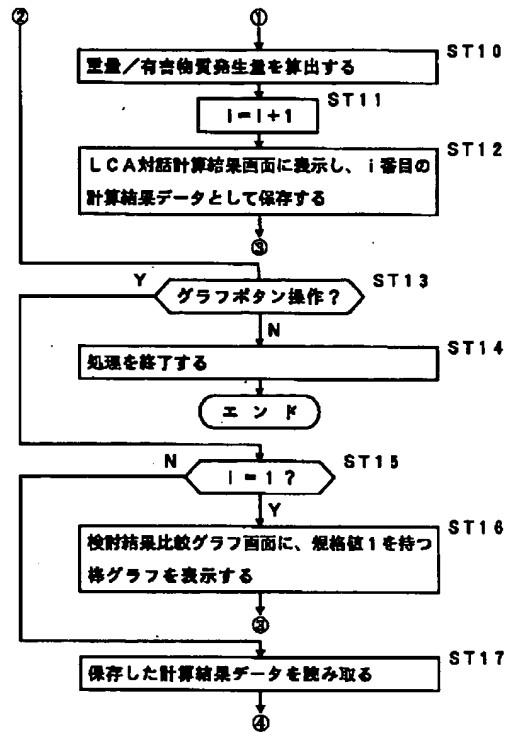 ② ①
ST10
重量／有害物質発生量を算出する
ST11
i=i+1
ST12
LCA対話計算結果画面に表示し、i番目の
計算結果データとして保存する
③
Y ST13
グラフボタン操作？
N
ST14
処理を終了する
エンド
N ST15
i=1？
Y
ST16
検討結果比較グラフ画面に、規格値1を持つ
棒グラフを表示する
③
ST17
保存した計算結果データを読み取る
④